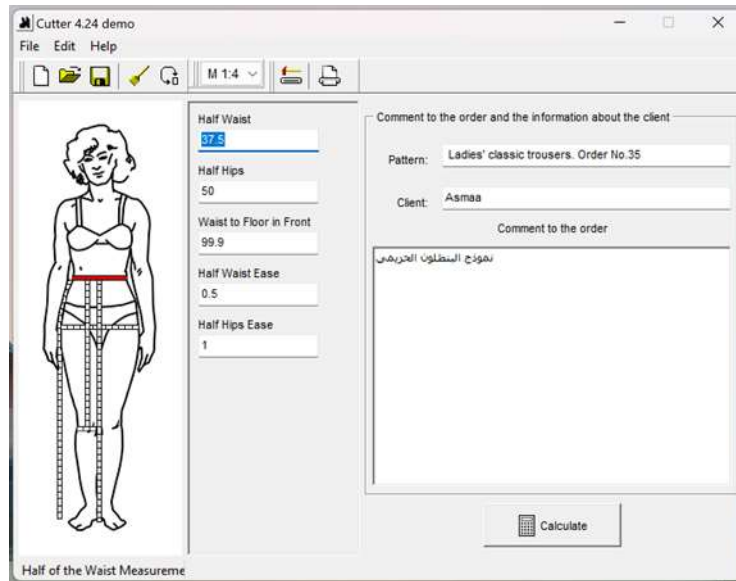 Cutter 4.24 demo
File Edit Help
M 1:4
Half Waist
37.5
Half Hips
50
Waist to Floor in Front
99.9
Half Waist Ease
0.5
Half Hips Ease
1
Comment to the order and the information about the client
Pattern: Ladies' classic trousers. Order No.35
Client: Asmaa
Comment to the order
نموذج البنطلون الحريمي
Calculate
Half of the Waist Measureme